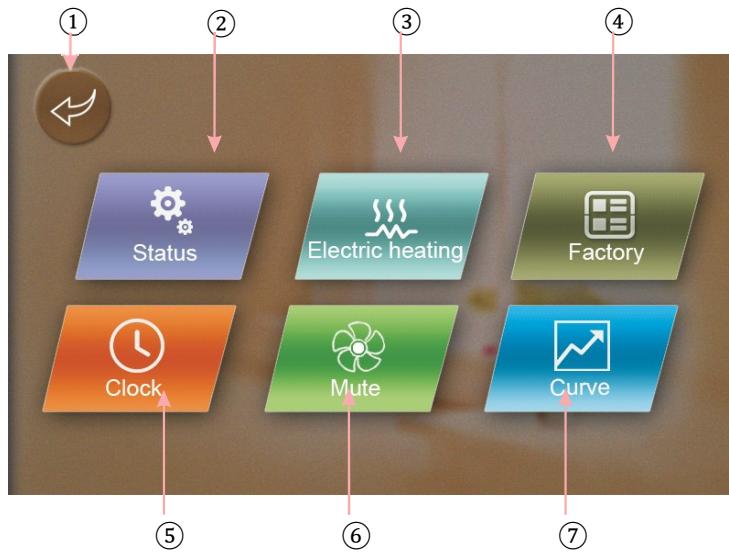 ① ② ③ ④
Status Electric heating Factory
Clock Mute Curve
⑤ ⑥ ⑦